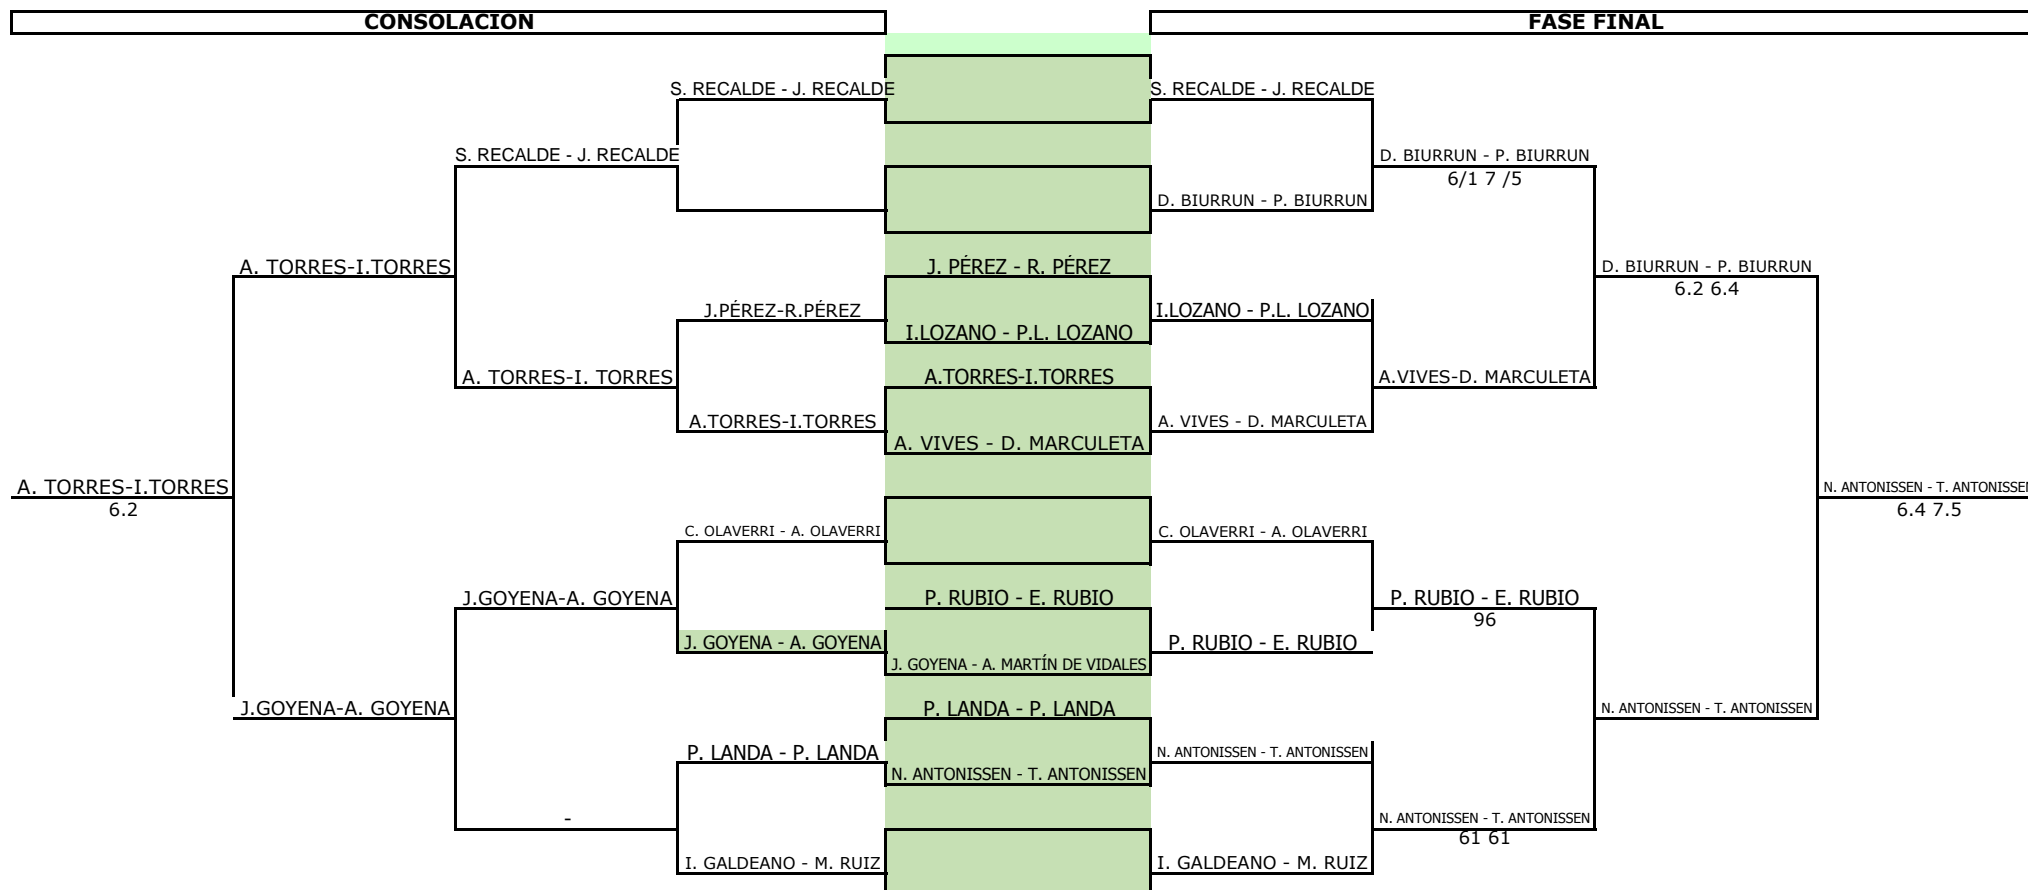 CONSOLACION
FASE FINAL
S. RECALDE - J. RECALDE
S. RECALDE - J. RECALDE
S. RECALDE - J. RECALDE
D. BIURRUN - P. BIURRUN
6/1 7 /5
D. BIURRUN - P. BIURRUN
A. TORRES-I.TORRES
J. PÉREZ - R. PÉREZ
D. BIURRUN - P. BIURRUN
6.2 6.4
J.PÉREZ-R.PÉREZ
I.LOZANO - P.L. LOZANO
I.LOZANO - P.L. LOZANO
A. TORRES-I. TORRES
A.TORRES-I.TORRES
A.VIVES-D. MARCULETA
A.TORRES-I.TORRES
A. VIVES - D. MARCULETA
A. VIVES - D. MARCULETA
A. TORRES-I.TORRES
6.2
N. ANTONISSEN - T. ANTONISSEN
6.4 7.5
C. OLAVERRI - A. OLAVERRI
C. OLAVERRI - A. OLAVERRI
J.GOYENA-A. GOYENA
P. RUBIO - E. RUBIO
P. RUBIO - E. RUBIO
96
J. GOYENA - A. GOYENA
J. GOYENA - A. MARTÍN DE VIDALES
P. RUBIO - E. RUBIO
J.GOYENA-A. GOYENA
P. LANDA - P. LANDA
N. ANTONISSEN - T. ANTONISSEN
P. LANDA - P. LANDA
N. ANTONISSEN - T. ANTONISSEN
N. ANTONISSEN - T. ANTONISSEN
-
N. ANTONISSEN - T. ANTONISSEN
61 61
I. GALDEANO - M. RUIZ
I. GALDEANO - M. RUIZ